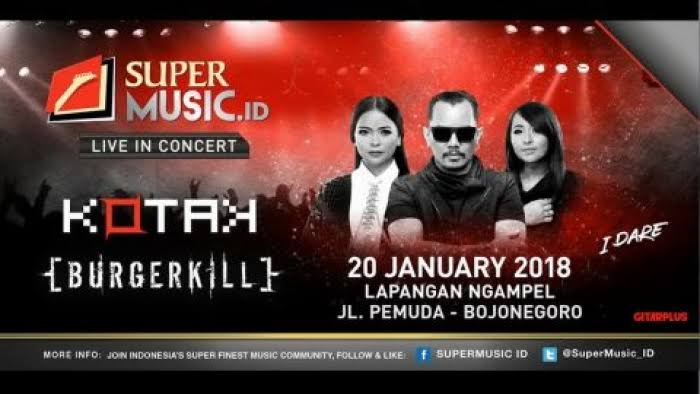 SUPER
MUSIC.ID
LIVE IN CONCERT
KOTAK
{BURGERKILL}
I DARE
20 JANUARY 2018
LAPANGAN NGAMPEL
JL. PEMUDA - BOJONEGORO
GITARPLUS
MORE INFO: JOIN INDONESIA'S SUPER FINEST MUSIC COMMUNITY, FOLLOW & LIKE: f SUPERMUSIC ID @SuperMusic_ID